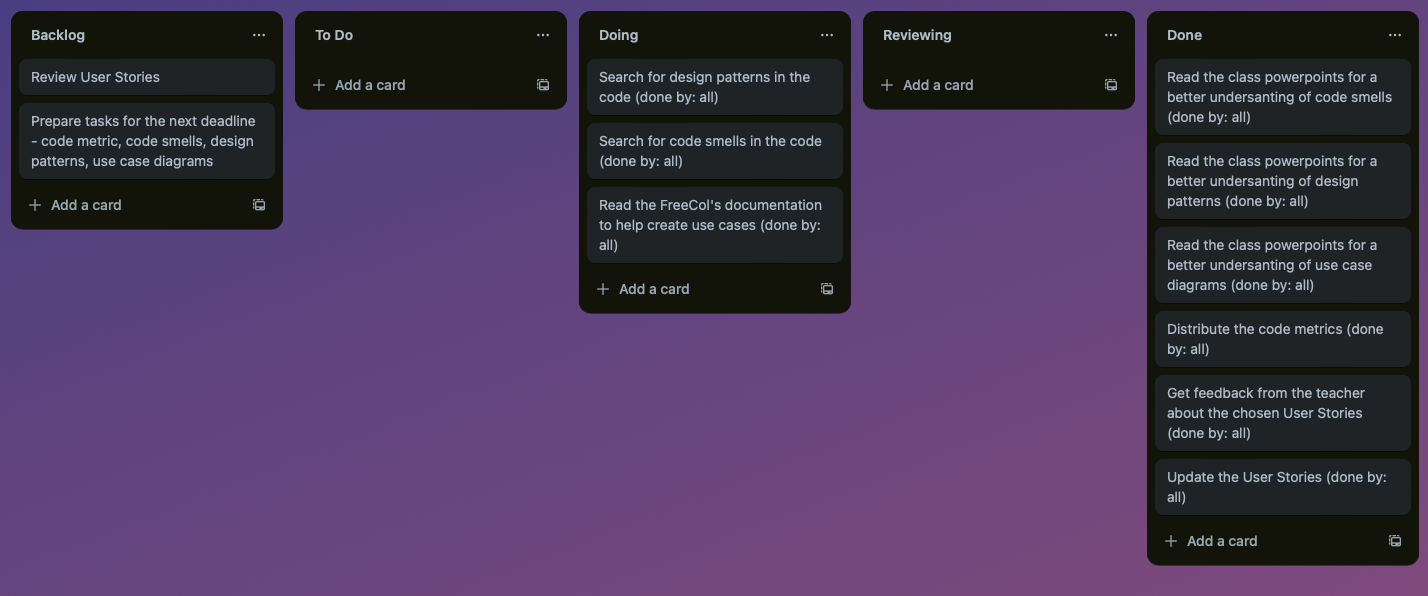 Backlog
Review User Stories
Prepare tasks for the next deadline
- code metric, code smells, design
patterns, use case diagrams
Add a card
To Do
Add a card
Doing
Search for design patterns in the
code (done by: all)
Search for code smells in the code
(done by: all)
Read the FreeCol's documentation
to help create use cases (done by:
all)
Add a card
Reviewing
Add a card
Done
Read the class powerpoints for a
better undersanting of code smells
(done by: all)
Read the class powerpoints for a
better undersanting of design
patterns (done by: all)
Read the class powerpoints for a
better undersanting of use case
diagrams (done by: all)
Distribute the code metrics (done
by: all)
Get feedback from the teacher
about the chosen User Stories
(done by: all)
Update the User Stories (done by:
all)
Add a card